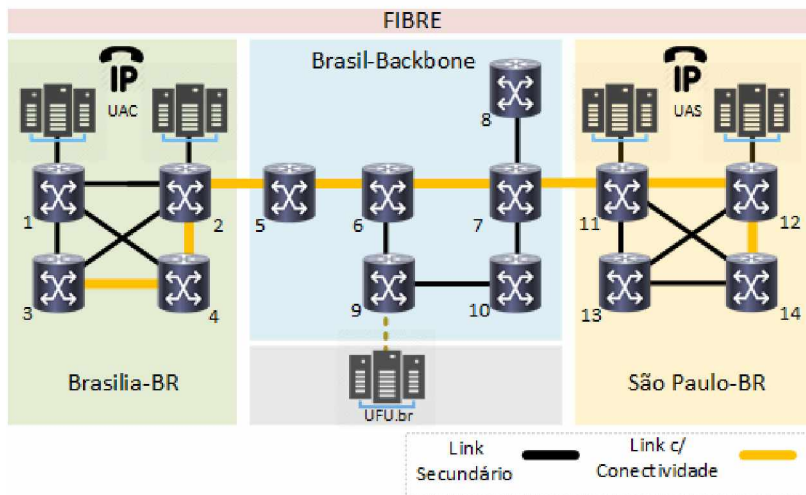 FIBRE
Brasil-Backbone
IP
UAC
IP
UAS
8
1
2
5
6
7
11
12
3
4
9
10
13
14
Brasilia-BR
UFU.br
São Paulo-BR
Link
Secundário
Link c/
Conectividade